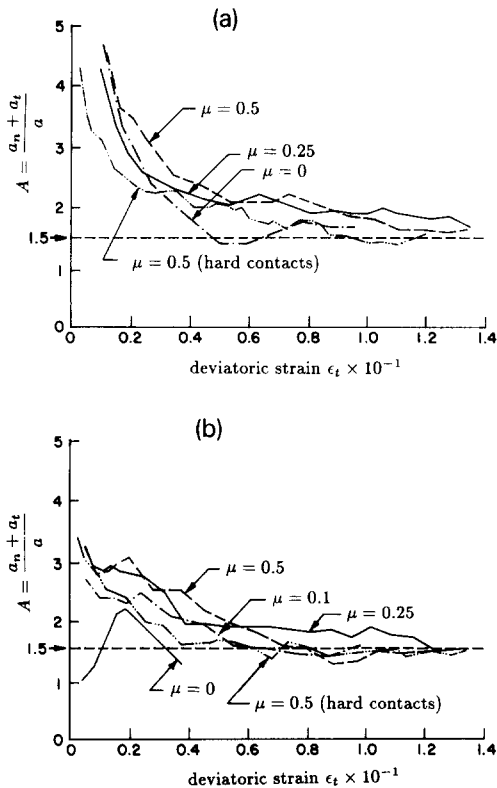 (a)
5
4
3
2
1.5
1
0
A = \frac{a_n + a_t}{a}
μ = 0.5
μ = 0.25
μ = 0
μ = 0.5 (hard contacts)
0 0.2 0.4 0.6 0.8 1.0 1.2 1.4
deviatoric strain ϵ_t × 10^{-1}
(b)
5
4
3
2
1.5
1
0
A = \frac{a_n + a_t}{a}
μ = 0.5
μ = 0.1
μ = 0.25
μ = 0
μ = 0.5 (hard contacts)
0 0.2 0.4 0.6 0.8 1.0 1.2 1.4
deviatoric strain ϵ_t × 10^{-1}